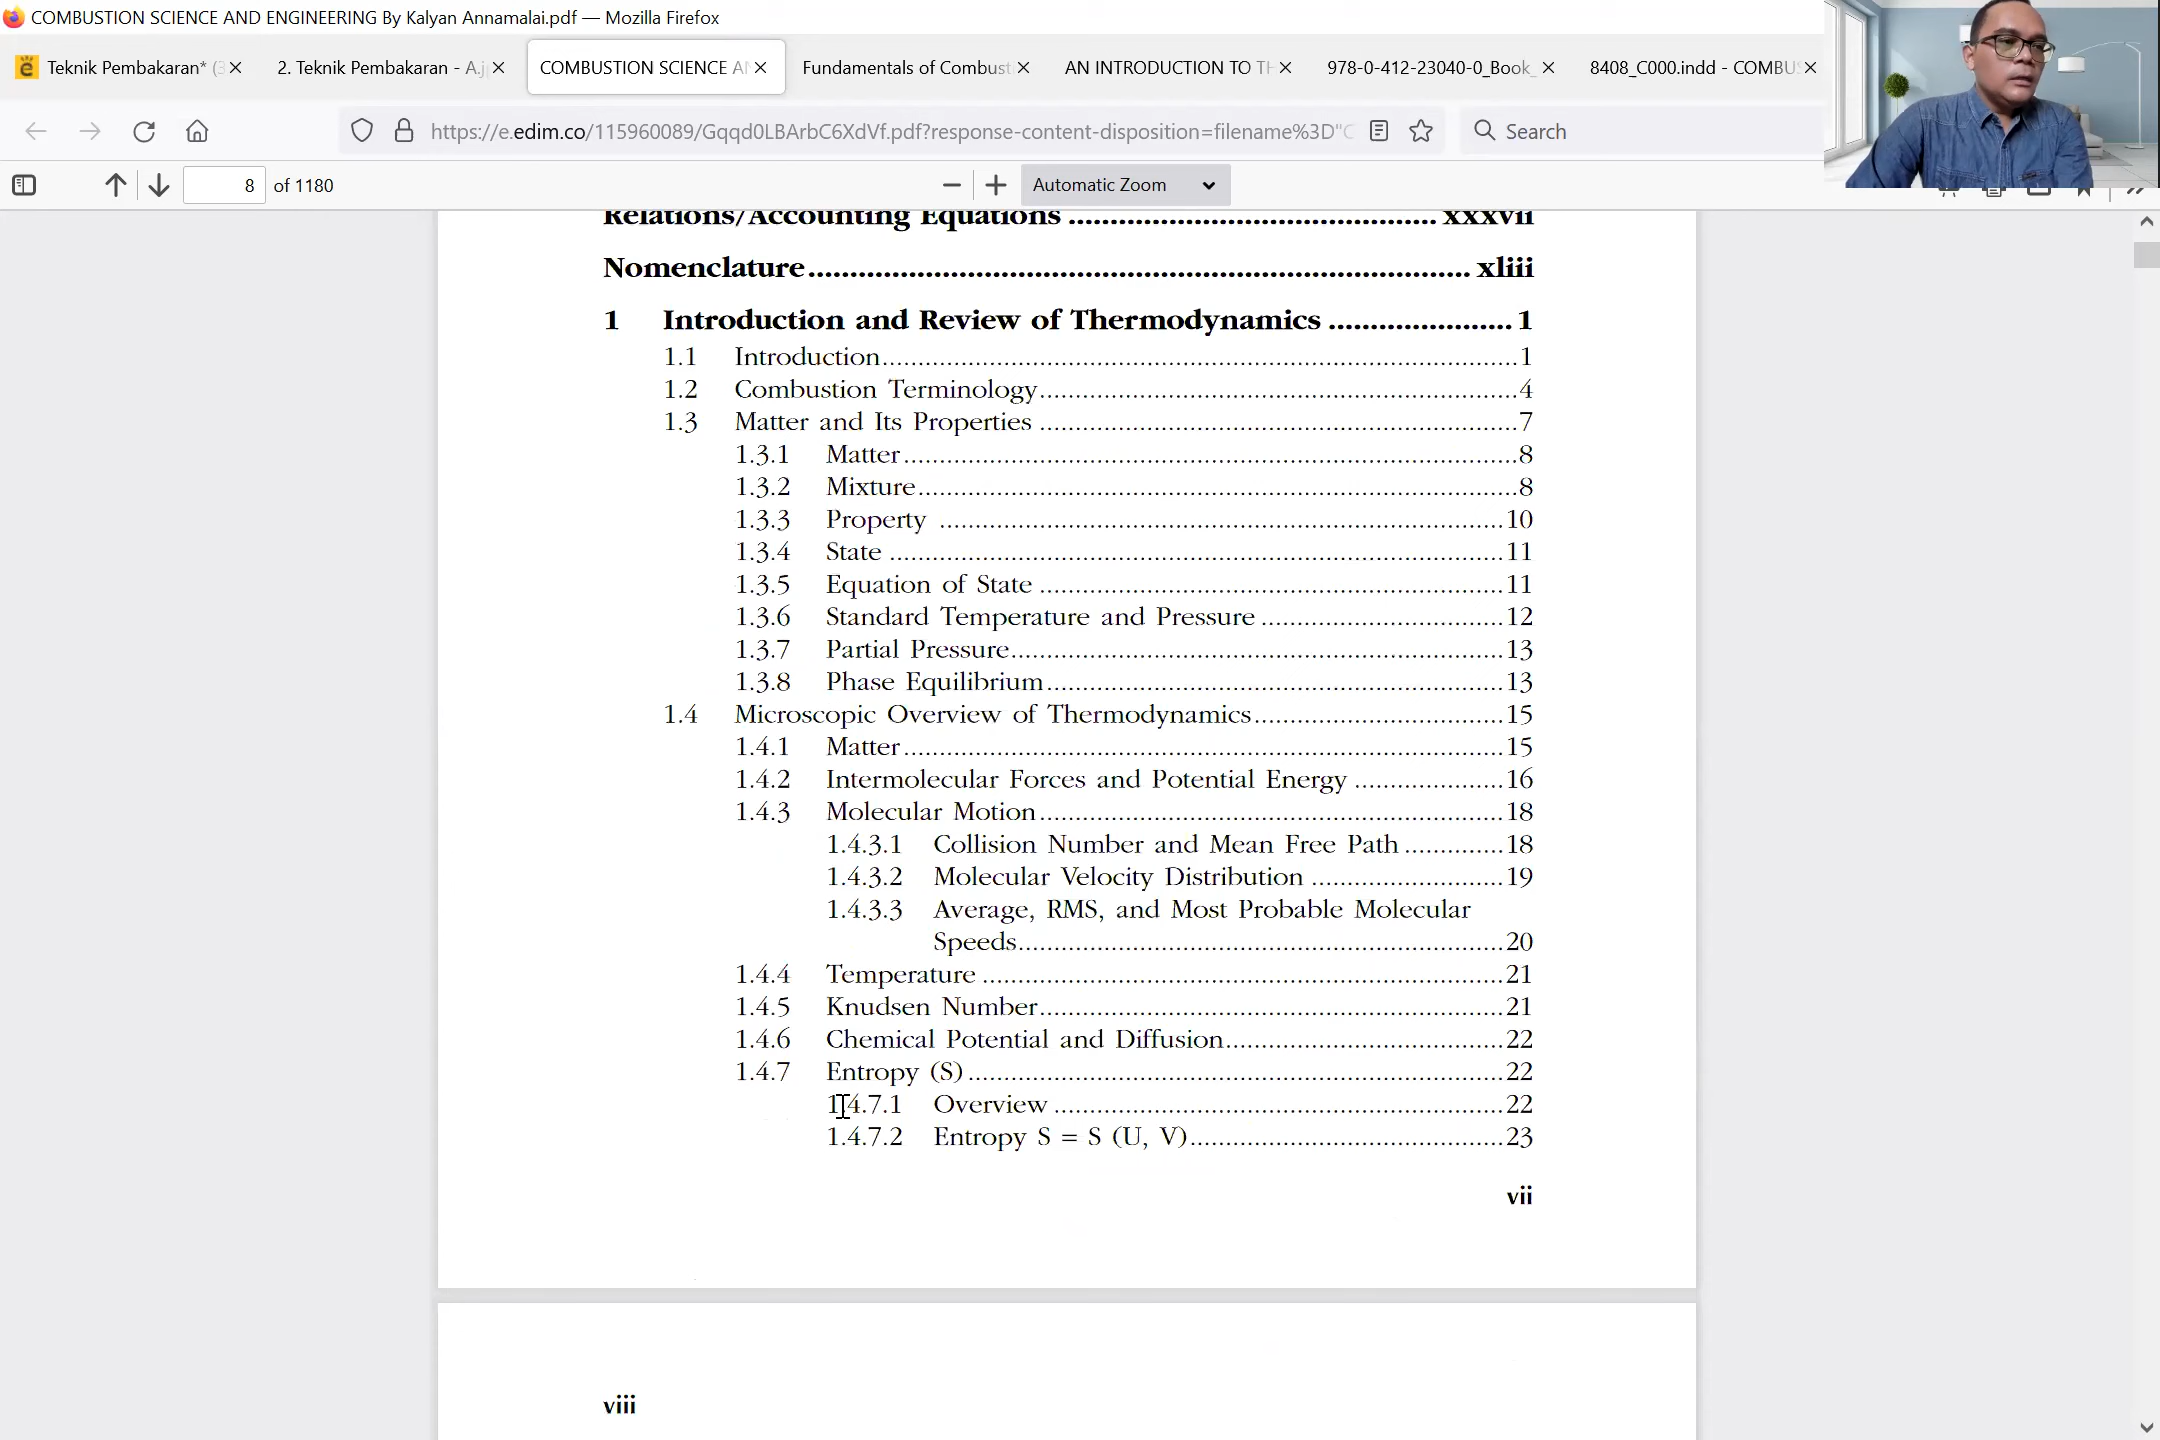 COMBUSTION SCIENCE AND ENGINEERING By Kalyan Annamalai.pdf — Mozilla Firefox
Teknik Pembakaran* (3
2. Teknik Pembakaran - A.j
COMBUSTION SCIENCE A
Fundamentals of Combust
AN INTRODUCTION TO T
978-0-412-23040-0_Book_
8408_C000.indd - COMBU
https://e.edim.co/115960089/Gqqd0LBArbC6XdVf.pdf?response-content-disposition=filename%3D"C
Search
8 of 1180
Automatic Zoom
Relations/Accounting Equations .......... xxxvii
Nomenclature .......... xliii
1 Introduction and Review of Thermodynamics .......... 1
1.1 Introduction .......... 1
1.2 Combustion Terminology .......... 4
1.3 Matter and Its Properties .......... 7
1.3.1 Matter .......... 8
1.3.2 Mixture .......... 8
1.3.3 Property .......... 10
1.3.4 State .......... 11
1.3.5 Equation of State .......... 11
1.3.6 Standard Temperature and Pressure .......... 12
1.3.7 Partial Pressure .......... 13
1.3.8 Phase Equilibrium .......... 13
1.4 Microscopic Overview of Thermodynamics .......... 15
1.4.1 Matter .......... 15
1.4.2 Intermolecular Forces and Potential Energy .......... 16
1.4.3 Molecular Motion .......... 18
1.4.3.1 Collision Number and Mean Free Path .......... 18
1.4.3.2 Molecular Velocity Distribution .......... 19
1.4.3.3 Average, RMS, and Most Probable Molecular
Speeds .......... 20
1.4.4 Temperature .......... 21
1.4.5 Knudsen Number .......... 21
1.4.6 Chemical Potential and Diffusion .......... 22
1.4.7 Entropy (S) .......... 22
1.4.7.1 Overview .......... 22
1.4.7.2 Entropy S = S (U, V) .......... 23
vii
viii